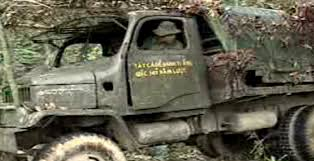 TẤT CẢ ĐỂ ĐÁNH THẮNG
GIẶC MỸ XÂM LƯỢC